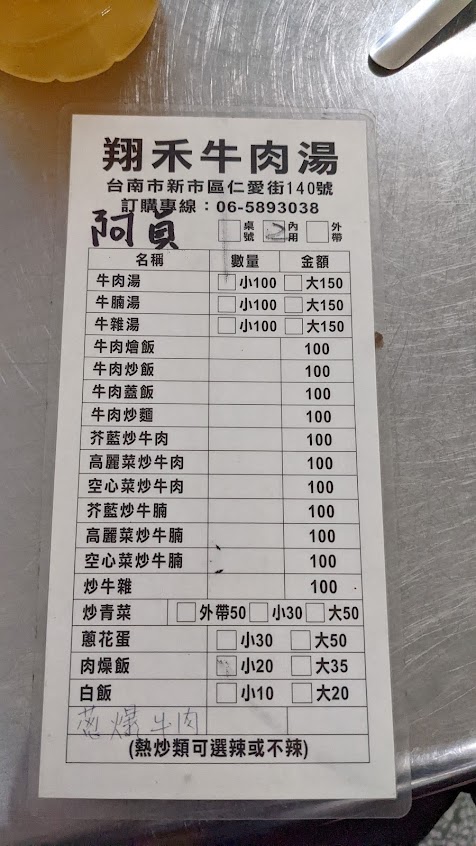 翔禾牛肉湯
台南市新市區仁愛街140號
訂購專線：06-5893038
阿員 桌號 內用 外帶
名稱 數量 金額
牛肉湯 小100 大150
牛腩湯 小100 大150
牛雜湯 小100 大150
牛肉燴飯 100
牛肉炒飯 100
牛肉蓋飯 100
牛肉炒麵 100
芥藍炒牛肉 100
高麗菜炒牛肉 100
空心菜炒牛肉 100
芥藍炒牛腩 100
高麗菜炒牛腩 100
空心菜炒牛腩 100
炒牛雜 100
炒青菜 外帶50 小30 大50
蔥花蛋 小30 大50
肉燥飯 小20 大35
白飯 小10 大20
蔥爆牛肉
(熱炒類可選辣或不辣)